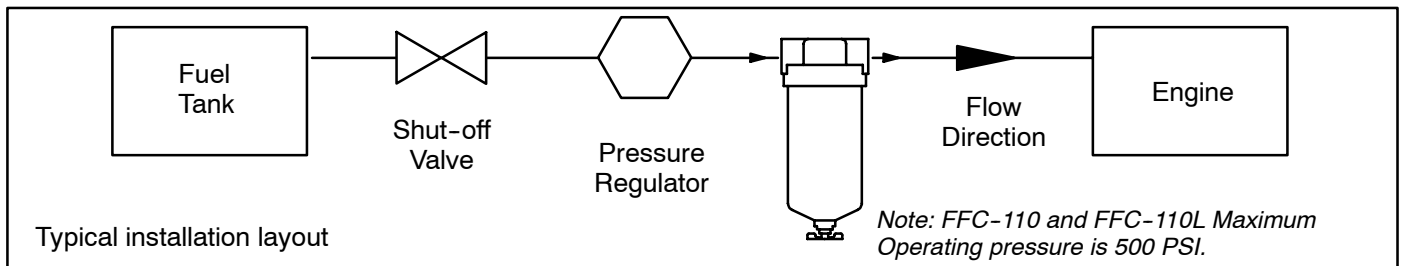 Fuel
Tank
Shut-off
Valve
Pressure
Regulator
Flow
Direction
Engine
Typical installation layout
Note: FFC-110 and FFC-110L Maximum
Operating pressure is 500 PSI.